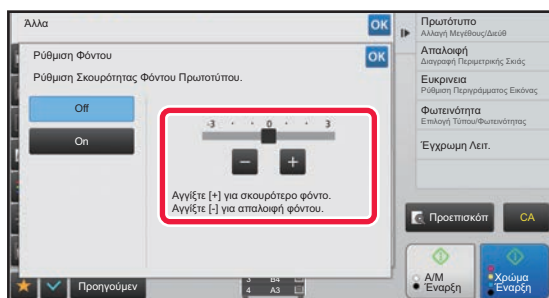 Άλλα
OK
Ρύθμιση Φόντου
OK
Ρύθμιση Σκουρότητας Φόντου Πρωτοτύπου.
Off
On
-3 0 3
− +
Αγγίξτε [+] για σκουρότερο φόντο.
Αγγίξτε [-] για απαλοιφή φόντου.
Προηγούμεν
3 B4
4 A3
Πρωτότυπο
Αλλαγή Μεγέθους/Διεύθ
Απαλοιφή
Διαγραφή Περιμετρικής Σκιάς
Ευκρινεια
Ρύθμιση Περιγράμματος Εικόνας
Φωτεινότητα
Επιλογή Τύπου/Φωτεινότητας
Έγχρωμη Λειτ.
Προεπισκόπ
CA
Α/Μ
Έναρξη
Χρώμα
Έναρξη